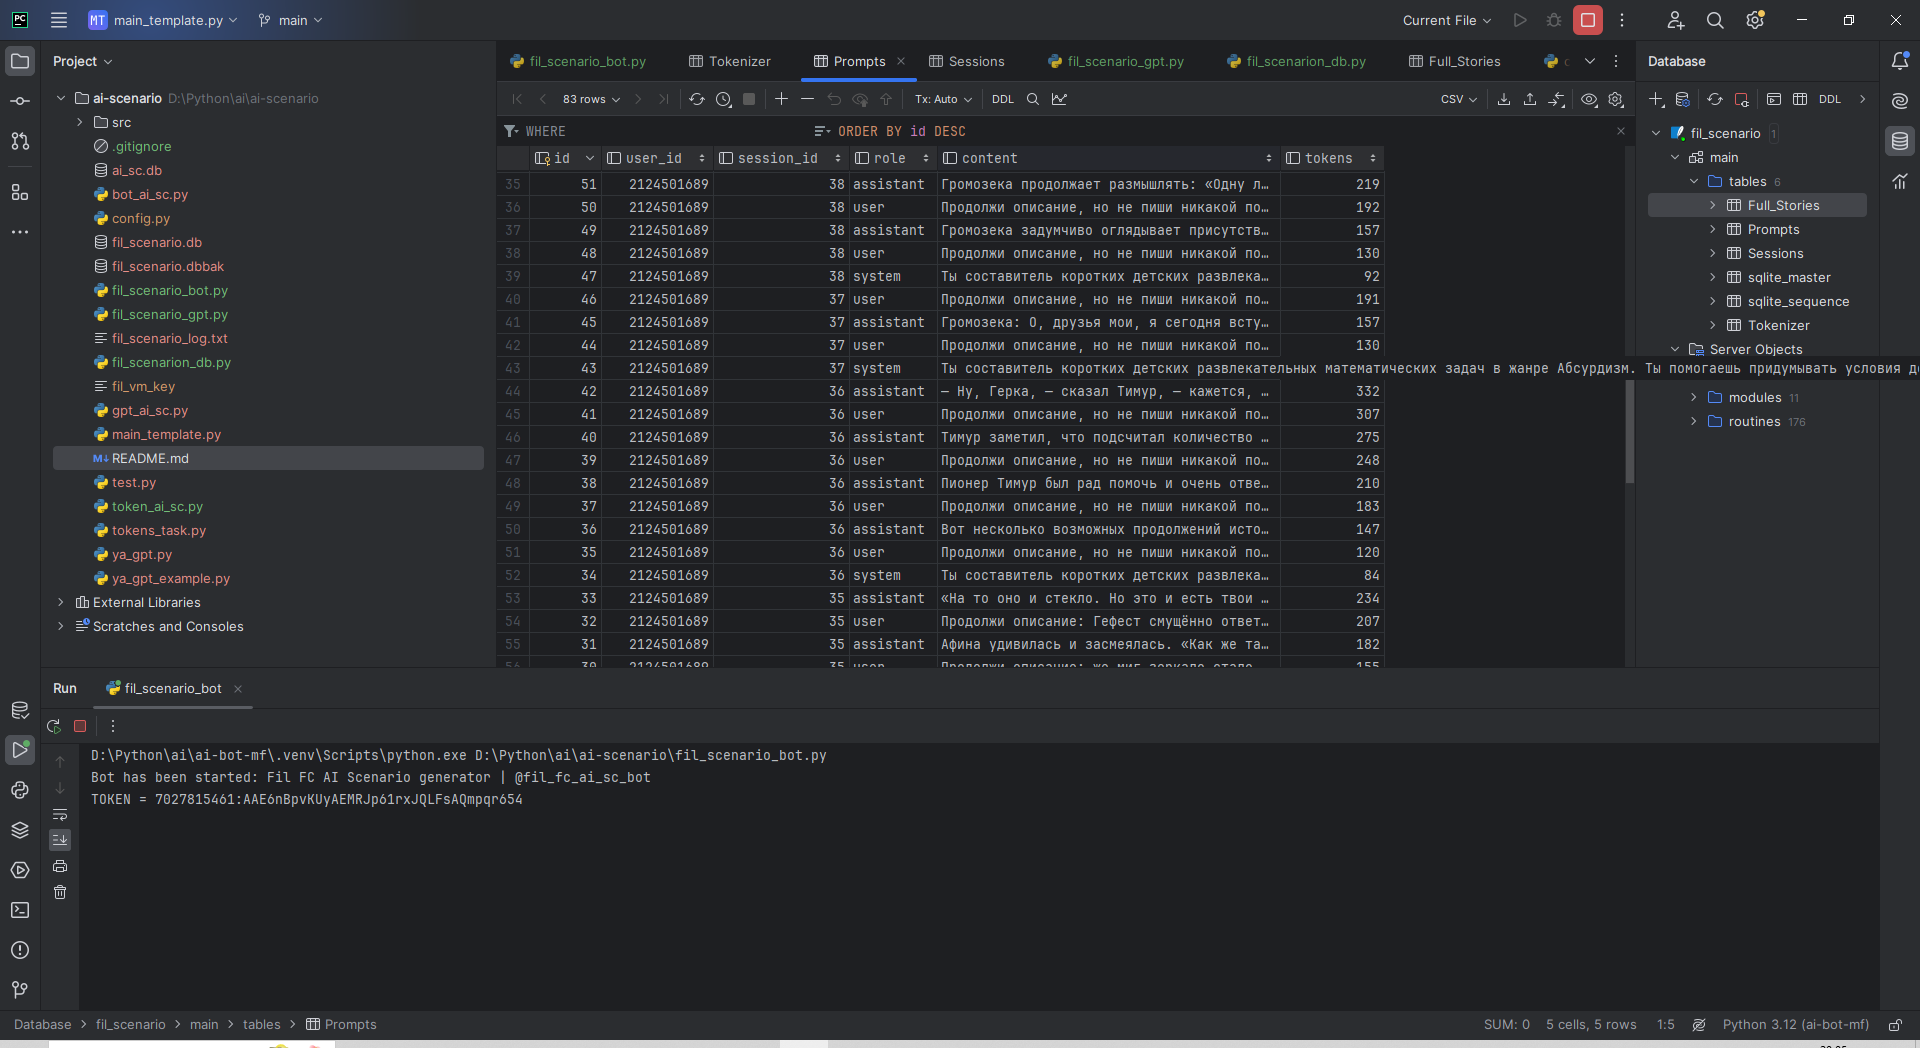 MT main_template.py main Current File
Project
ai-scenario D:\Python\ai\ai-scenario
src
.gitignore
ai_sc.db
bot_ai_sc.py
config.py
fil_scenario.db
fil_scenario.dbbak
fil_scenario_bot.py
fil_scenario_gpt.py
fil_scenario_log.txt
fil_scenarion_db.py
fil_vm_key
gpt_ai_sc.py
main_template.py
M↓ README.md
test.py
token_ai_sc.py
tokens_task.py
ya_gpt.py
ya_gpt_example.py
External Libraries
Scratches and Consoles
fil_scenario_bot.py Tokenizer Prompts Sessions fil_scenario_gpt.py fil_scenarion_db.py Full_Stories
83 rows Tx: Auto DDL CSV
WHERE ORDER BY id DESC
id user_id session_id role content tokens
35 51 2124501689 38 assistant Громозека продолжает размышлять: «Одну л… 219
36 50 2124501689 38 user Продолжи описание, но не пиши никакой по… 192
37 49 2124501689 38 assistant Громозека задумчиво оглядывает присутств… 157
38 48 2124501689 38 user Продолжи описание, но не пиши никакой по… 130
39 47 2124501689 38 system Ты составитель коротких детских развлека… 92
40 46 2124501689 37 user Продолжи описание, но не пиши никакой по… 191
41 45 2124501689 37 assistant Громозека: О, друзья мои, я сегодня всту… 157
42 44 2124501689 37 user Продолжи описание, но не пиши никакой по… 130
43 43 2124501689 37 system Ты составитель коротких детских развлекательных математических задач в жанре Абсурдизм. Ты помогаешь придумывать условия
44 42 2124501689 36 assistant — Ну, Герка, — сказал Тимур, — кажется, … 332
45 41 2124501689 36 user Продолжи описание, но не пиши никакой по… 307
46 40 2124501689 36 assistant Тимур заметил, что подсчитал количество … 275
47 39 2124501689 36 user Продолжи описание, но не пиши никакой по… 248
48 38 2124501689 36 assistant Пионер Тимур был рад помочь и очень отве… 210
49 37 2124501689 36 user Продолжи описание, но не пиши никакой по… 183
50 36 2124501689 36 assistant Вот несколько возможных продолжений исто… 147
51 35 2124501689 36 user Продолжи описание, но не пиши никакой по… 120
52 34 2124501689 36 system Ты составитель коротких детских развлека… 84
53 33 2124501689 35 assistant «На то оно и стекло. Но это и есть твои … 234
54 32 2124501689 35 user Продолжи описание: Гефест смущённо ответ… 207
55 31 2124501689 35 assistant Афина удивилась и засмеялась. «Как же та… 182
56 30 2124501689 35 user 155
Database
DDL
fil_scenario 1
main
tables 6
Full_Stories
Prompts
Sessions
sqlite_master
sqlite_sequence
Tokenizer
Server Objects
modules 11
routines 176
Run fil_scenario_bot
D:\Python\ai\ai-bot-mf\.venv\Scripts\python.exe D:\Python\ai\ai-scenario\fil_scenario_bot.py
Bot has been started: Fil FC AI Scenario generator | @fil_fc_ai_sc_bot
TOKEN = 7027815461:AAE6nBpvKUyAEMRJp61rxJQLFsAQmpqr654
Database fil_scenario main tables Prompts
SUM: 0 5 cells, 5 rows 1:5 Python 3.12 (ai-bot-mf)